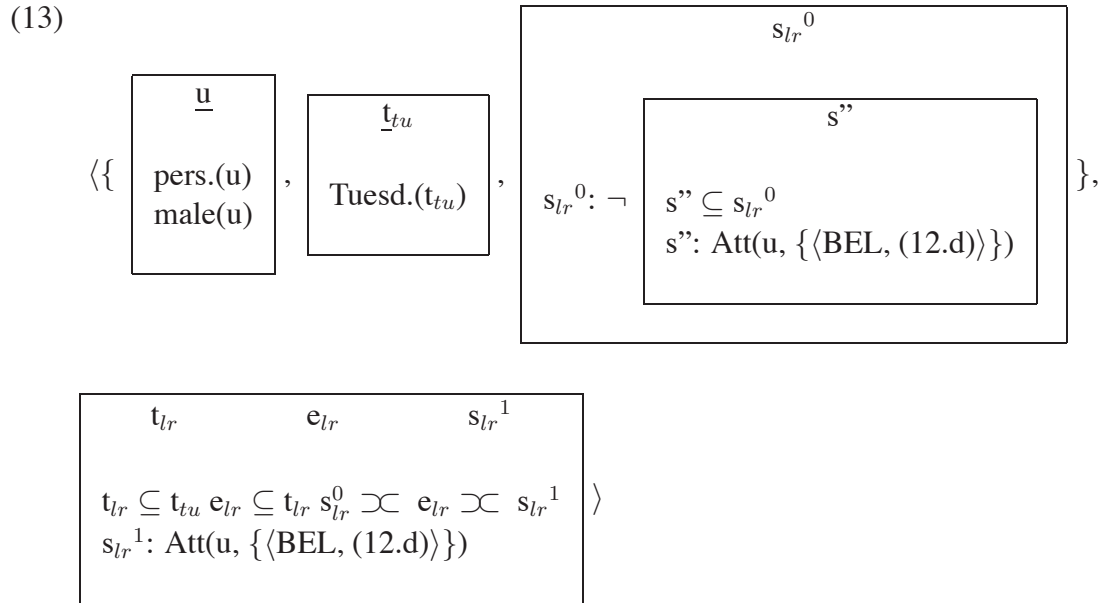 (13)
s_{lr}^0
u t_{tu} s”
⟨{ pers.(u) , Tuesd.(t_{tu}) , s_{lr}^0: ¬ s” ⊆ s_{lr}^0 },
male(u) s”: Att(u, {⟨BEL, (12.d)⟩})
t_{lr} e_{lr} s_{lr}^1
t_{lr} ⊆ t_{tu} e_{lr} ⊆ t_{lr} s_{lr}^0 ⊃⊂ e_{lr} ⊃⊂ s_{lr}^1 ⟩
s_{lr}^1: Att(u, {⟨BEL, (12.d)⟩})